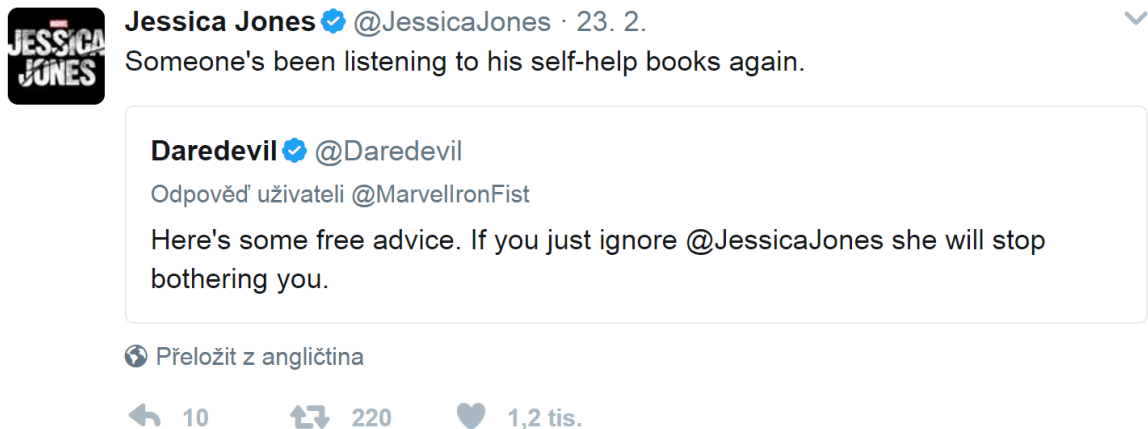 MARVEL
JESSICA
JONES
Jessica Jones @JessicaJones · 23. 2.
Someone's been listening to his self-help books again.
Daredevil @Daredevil
Odpověď uživateli @MarvelIronFist
Here's some free advice. If you just ignore @JessicaJones she will stop
bothering you.
Přeložit z angličtina
10 220 1,2 tis.